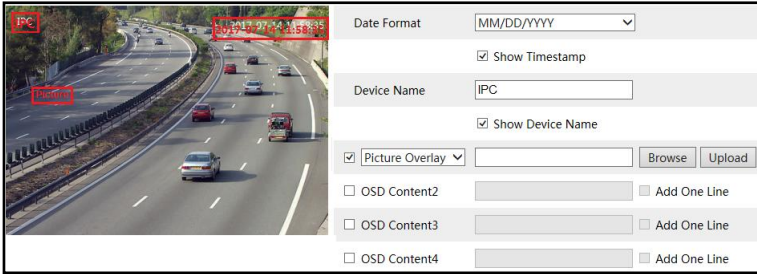 IPC
2017-07-14 11:58:35
Picture
Date Format MM/DD/YYYY
Show Timestamp
Device Name IPC
Show Device Name
Picture Overlay Browse Upload
OSD Content2 Add One Line
OSD Content3 Add One Line
OSD Content4 Add One Line